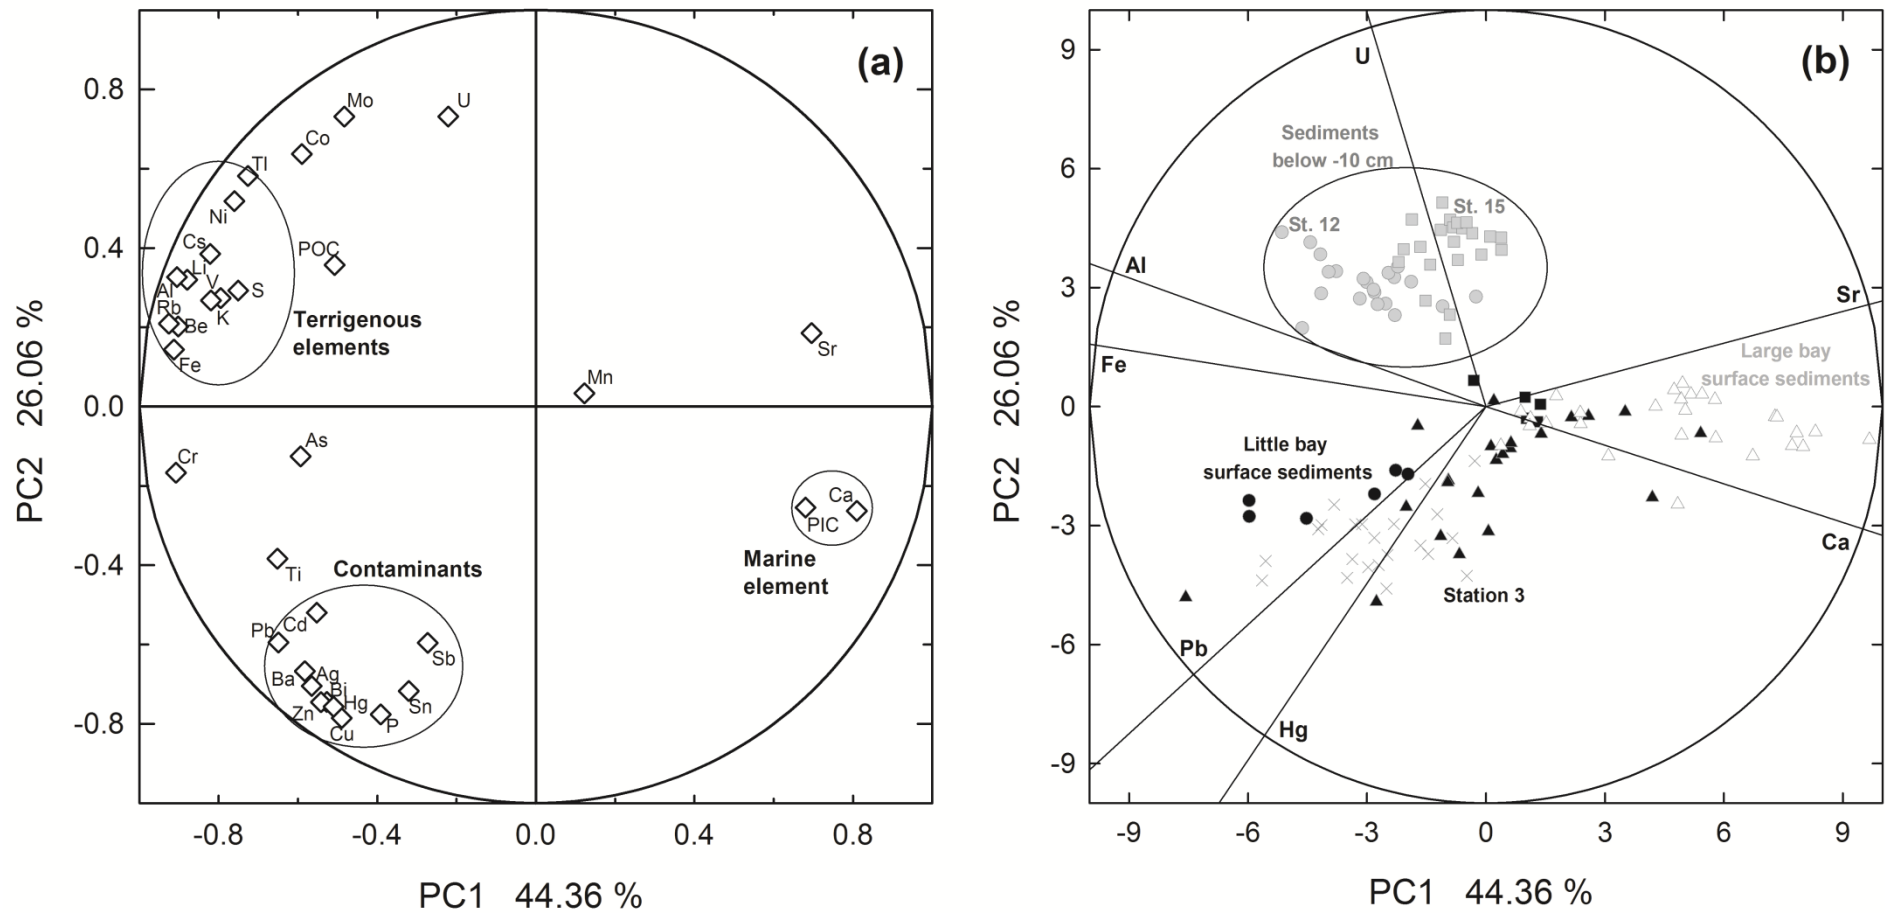 (a)
Mo
U
Co
Tl
Ni
Cs
POC
Li
V
S
Al
Rb
K
Be
Fe
Terrigenous
elements
Sr
Mn
As
Cr
Ca
PIC
Marine
element
Ti
Contaminants
Cd
Pb
Sb
Ba
Ag
Bi
Hg
Sn
Zn
P
Cu
0.8
0.4
0.0
-0.4
-0.8
PC2 26.06 %
-0.8
-0.4
0.0
0.4
0.8
PC1 44.36 %
(b)
U
Sediments
below -10 cm
St. 15
St. 12
Al
Sr
Fe
Large bay
surface sediments
Little bay
surface sediments
Ca
Station 3
Pb
Hg
9
6
3
0
-3
-6
-9
PC2 26.06 %
-9
-6
-3
0
3
6
9
PC1 44.36 %